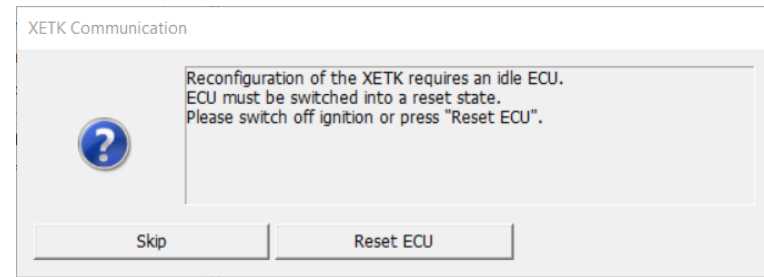 XETK Communication
Reconfiguration of the XETK requires an idle ECU.
ECU must be switched into a reset state.
Please switch off ignition or press "Reset ECU".
Skip
Reset ECU